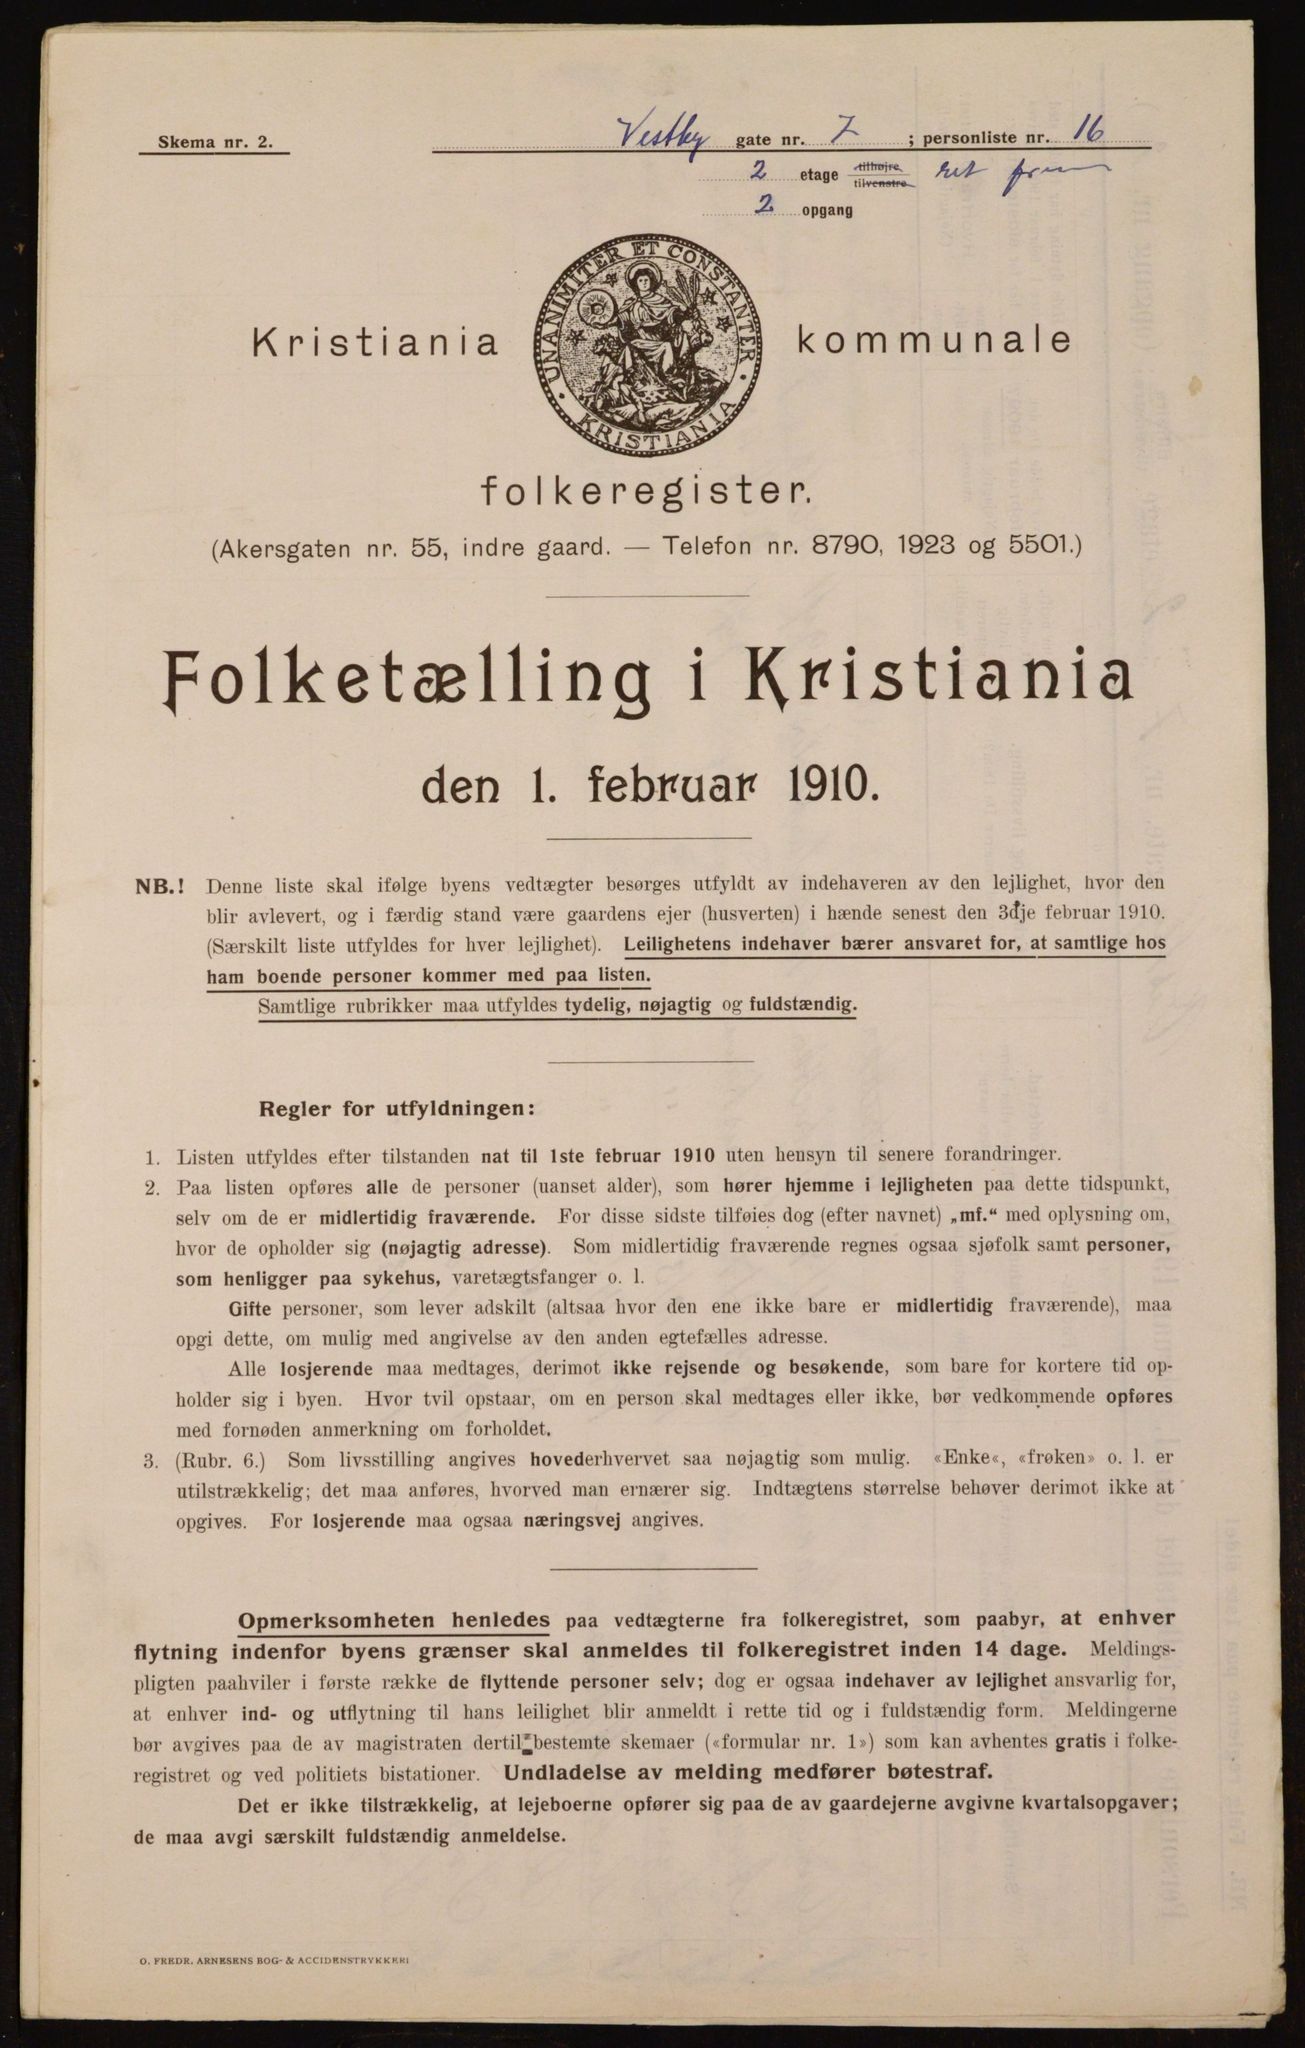 Skema nr. 2.
Vestby gate nr. 7 ; personliste nr. 16
2 etage tilhøjre tilvenstre ret frem
2 opgang
UNANIMITER ET CONSTANTER
KRISTIANIA
Kristiania kommunale
folkeregister.
(Akersgaten nr. 55, indre gaard. — Telefon nr. 8790, 1923 og 5501.)
Folketælling i Kristiania
den 1. februar 1910.
NB.! Denne liste skal ifølge byens vedtægter besørges utfyldt av indehaveren av den lejlighet, hvor den
blir avlevert, og i færdig stand være gaardens ejer (husverten) i hænde senest den 3dje februar 1910.
(Særskilt liste utfyldes for hver lejlighet). Leilighetens indehaver bærer ansvaret for, at samtlige hos
ham boende personer kommer med paa listen.
Samtlige rubrikker maa utfyldes tydelig, nøjagtig og fuldstændig.
Regler for utfyldningen:
1. Listen utfyldes efter tilstanden nat til 1ste februar 1910 uten hensyn til senere forandringer.
2. Paa listen opføres alle de personer (uanset alder), som hører hjemme i lejligheten paa dette tidspunkt,
selv om de er midlertidig fraværende. For disse sidste tilføies dog (efter navnet) „mf.“ med oplysning om,
hvor de opholder sig (nøjagtig adresse). Som midlertidig fraværende regnes ogsaa sjøfolk samt personer,
som henligger paa sykehus, varetægtsfanger o. l.
Gifte personer, som lever adskilt (altsaa hvor den ene ikke bare er midlertidig fraværende), maa
opgi dette, om mulig med angivelse av den anden egtefælles adresse.
Alle losjerende maa medtages, derimot ikke rejsende og besøkende, som bare for kortere tid op-
holder sig i byen. Hvor tvil opstaar, om en person skal medtages eller ikke, bør vedkommende opføres
med fornøden anmerkning om forholdet.
3. (Rubr. 6.) Som livsstilling angives hovederhvervet saa nøjagtig som mulig. «Enke«, «frøken» o. l. er
utilstrækkelig; det maa anføres, hvorved man ernærer sig. Indtægtens størrelse behøver derimot ikke at
opgives. For losjerende maa ogsaa næringsvej angives.
Opmerksomheten henledes paa vedtægterne fra folkeregistret, som paabyr, at enhver
flytning indenfor byens grænser skal anmeldes til folkeregistret inden 14 dage. Meldings-
pligten paahviler i første række de flyttende personer selv; dog er ogsaa indehaver av lejlighet ansvarlig for,
at enhver ind- og utflytning til hans leilighet blir anmeldt i rette tid og i fuldstændig form. Meldingerne
bør avgives paa de av magistraten dertil bestemte skemaer («formular nr. 1») som kan avhentes gratis i folke-
registret og ved politiets bistationer. Undladelse av melding medfører bøtestraf.
Det er ikke tilstrækkelig, at lejeboerne opfører sig paa de av gaardejerne avgivne kvartalsopgaver;
de maa avgi særskilt fuldstændig anmeldelse.
O. FREDR. ARNESENS BOG- & ACCIDENSTRYKKERI